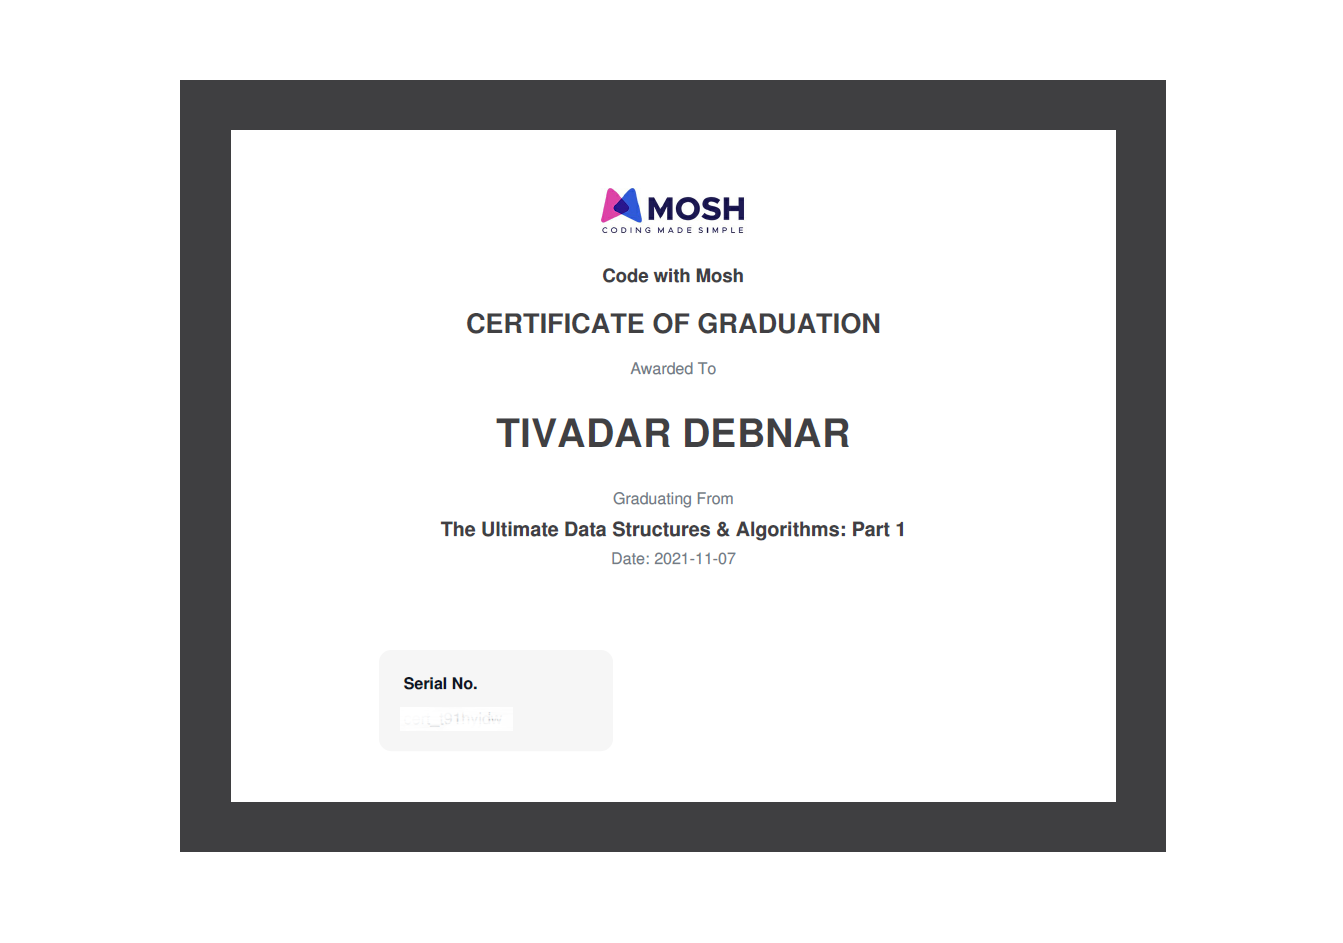 MOSH
CODING MADE SIMPLE
Code with Mosh
CERTIFICATE OF GRADUATION
Awarded To
TIVADAR DEBNAR
Graduating From
The Ultimate Data Structures & Algorithms: Part 1
Date: 2021-11-07
Serial No.